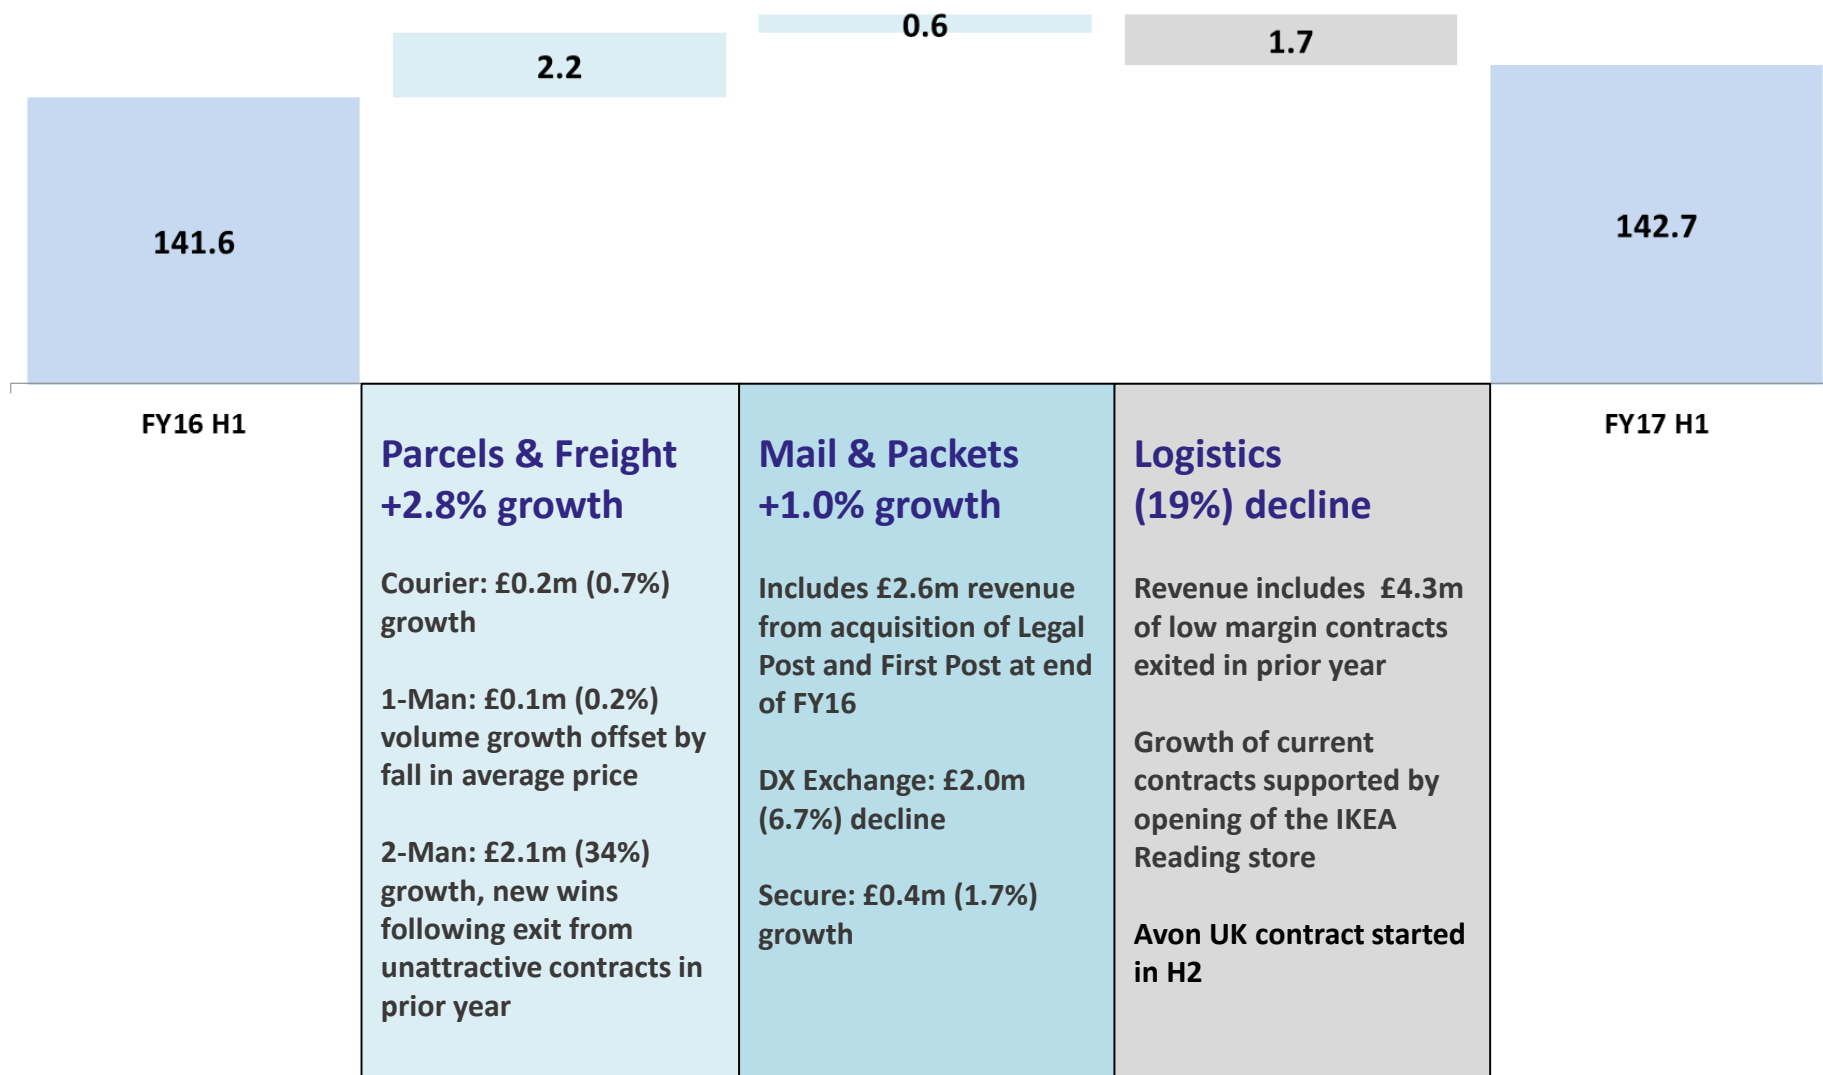 2.2
0.6
1.7
141.6
142.7
FY16 H1
FY17 H1
Parcels & Freight
+2.8% growth
Courier: £0.2m (0.7%)
growth
1-Man: £0.1m (0.2%)
volume growth offset by
fall in average price
2-Man: £2.1m (34%)
growth, new wins
following exit from
unattractive contracts in
prior year
Mail & Packets
+1.0% growth
Includes £2.6m revenue
from acquisition of Legal
Post and First Post at end
of FY16
DX Exchange: £2.0m
(6.7%) decline
Secure: £0.4m (1.7%)
growth
Logistics
(19%) decline
Revenue includes  £4.3m
of low margin contracts
exited in prior year
Growth of current
contracts supported by
opening of the IKEA
Reading store
Avon UK contract started
in H2